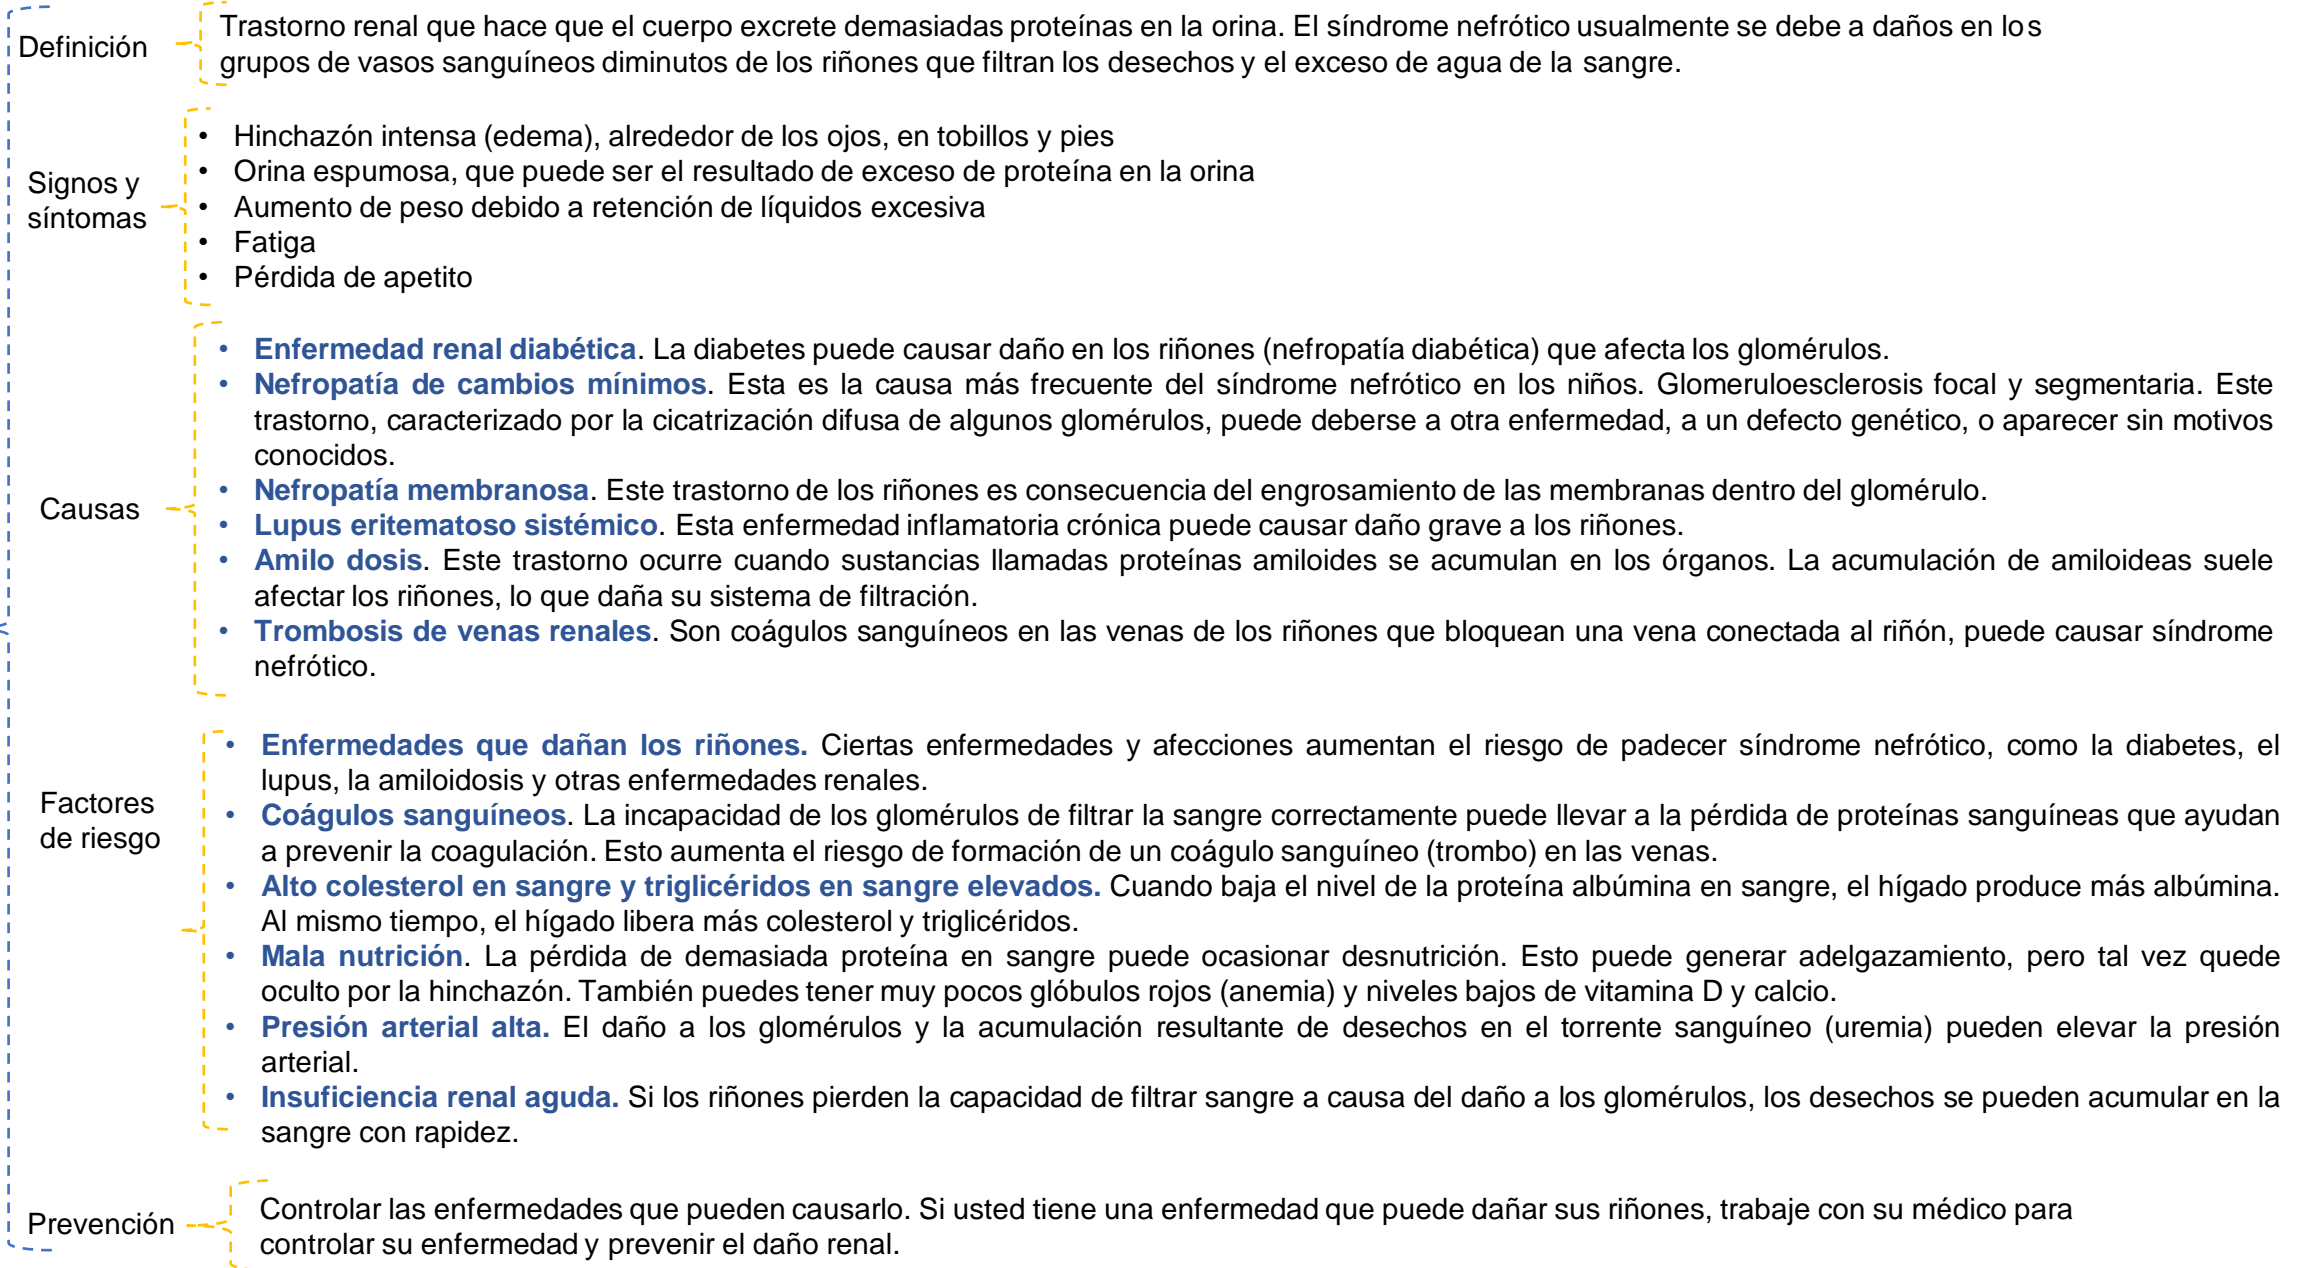 Definición
Trastorno renal que hace que el cuerpo excrete demasiadas proteínas en la orina. El síndrome nefrótico usualmente se debe a daños en los
grupos de vasos sanguíneos diminutos de los riñones que filtran los desechos y el exceso de agua de la sangre.
Signos y
síntomas
• Hinchazón intensa (edema), alrededor de los ojos, en tobillos y pies
• Orina espumosa, que puede ser el resultado de exceso de proteína en la orina
• Aumento de peso debido a retención de líquidos excesiva
• Fatiga
• Pérdida de apetito
Causas
• Enfermedad renal diabética. La diabetes puede causar daño en los riñones (nefropatía diabética) que afecta los glomérulos.
• Nefropatía de cambios mínimos. Esta es la causa más frecuente del síndrome nefrótico en los niños. Glomeruloesclerosis focal y segmentaria. Este
trastorno, caracterizado por la cicatrización difusa de algunos glomérulos, puede deberse a otra enfermedad, a un defecto genético, o aparecer sin motivos
conocidos.
• Nefropatía membranosa. Este trastorno de los riñones es consecuencia del engrosamiento de las membranas dentro del glomérulo.
• Lupus eritematoso sistémico. Esta enfermedad inflamatoria crónica puede causar daño grave a los riñones.
• Amilo dosis. Este trastorno ocurre cuando sustancias llamadas proteínas amiloides se acumulan en los órganos. La acumulación de amiloideas suele
afectar los riñones, lo que daña su sistema de filtración.
• Trombosis de venas renales. Son coágulos sanguíneos en las venas de los riñones que bloquean una vena conectada al riñón, puede causar síndrome
nefrótico.
Factores
de riesgo
• Enfermedades que dañan los riñones. Ciertas enfermedades y afecciones aumentan el riesgo de padecer síndrome nefrótico, como la diabetes, el
lupus, la amiloidosis y otras enfermedades renales.
• Coágulos sanguíneos. La incapacidad de los glomérulos de filtrar la sangre correctamente puede llevar a la pérdida de proteínas sanguíneas que ayudan
a prevenir la coagulación. Esto aumenta el riesgo de formación de un coágulo sanguíneo (trombo) en las venas.
• Alto colesterol en sangre y triglicéridos en sangre elevados. Cuando baja el nivel de la proteína albúmina en sangre, el hígado produce más albúmina.
Al mismo tiempo, el hígado libera más colesterol y triglicéridos.
• Mala nutrición. La pérdida de demasiada proteína en sangre puede ocasionar desnutrición. Esto puede generar adelgazamiento, pero tal vez quede
oculto por la hinchazón. También puedes tener muy pocos glóbulos rojos (anemia) y niveles bajos de vitamina D y calcio.
• Presión arterial alta. El daño a los glomérulos y la acumulación resultante de desechos en el torrente sanguíneo (uremia) pueden elevar la presión
arterial.
• Insuficiencia renal aguda. Si los riñones pierden la capacidad de filtrar sangre a causa del daño a los glomérulos, los desechos se pueden acumular en la
sangre con rapidez.
Prevención
Controlar las enfermedades que pueden causarlo. Si usted tiene una enfermedad que puede dañar sus riñones, trabaje con su médico para
controlar su enfermedad y prevenir el daño renal.